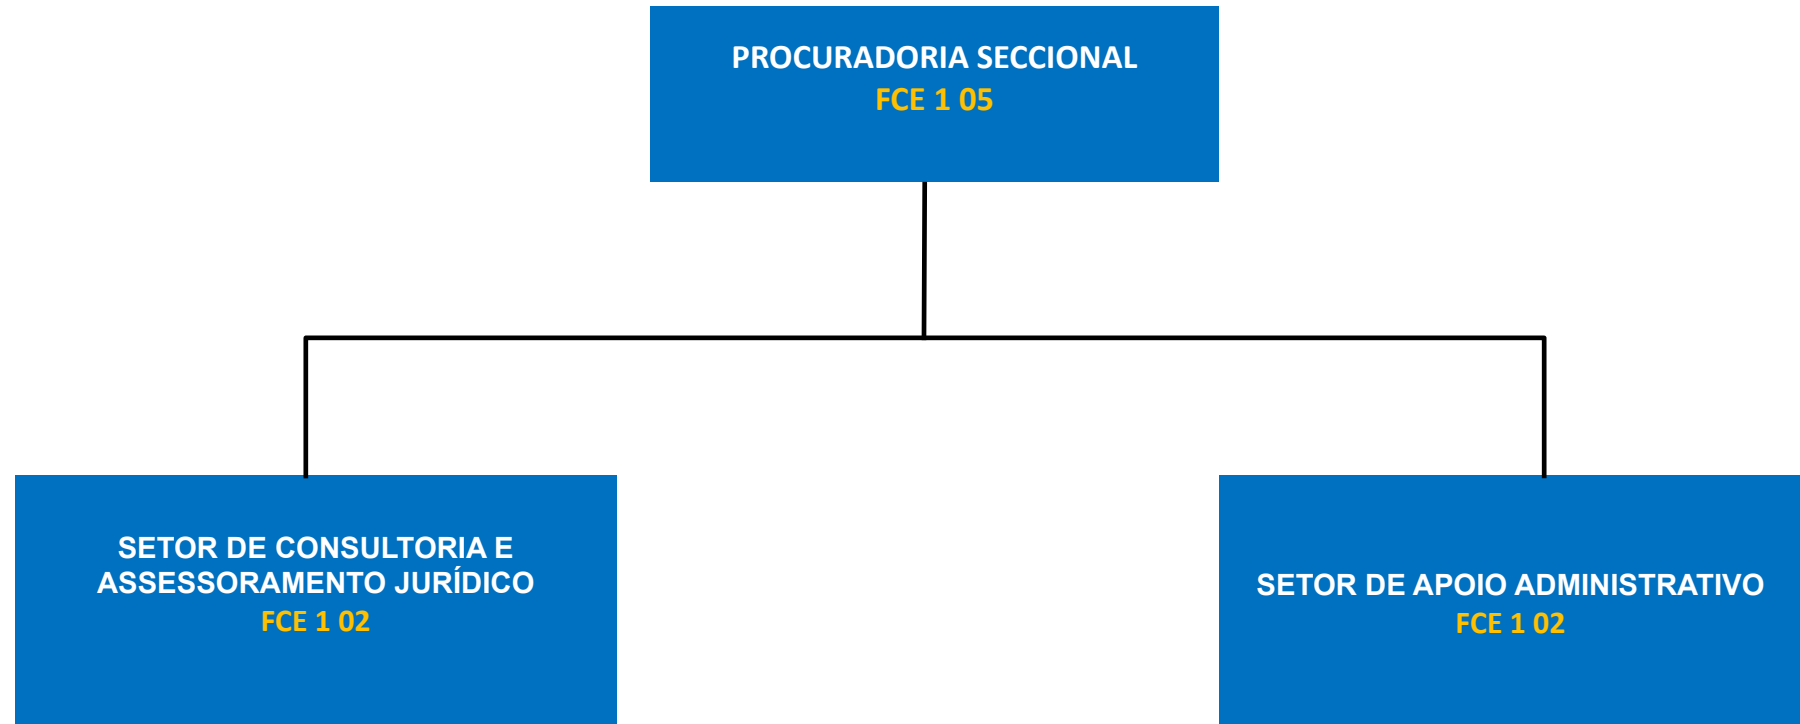 PROCURADORIA SECCIONAL
FCE 1 05
SETOR DE CONSULTORIA E
ASSESSORAMENTO JURÍDICO
FCE 1 02
SETOR DE APOIO ADMINISTRATIVO
FCE 1 02